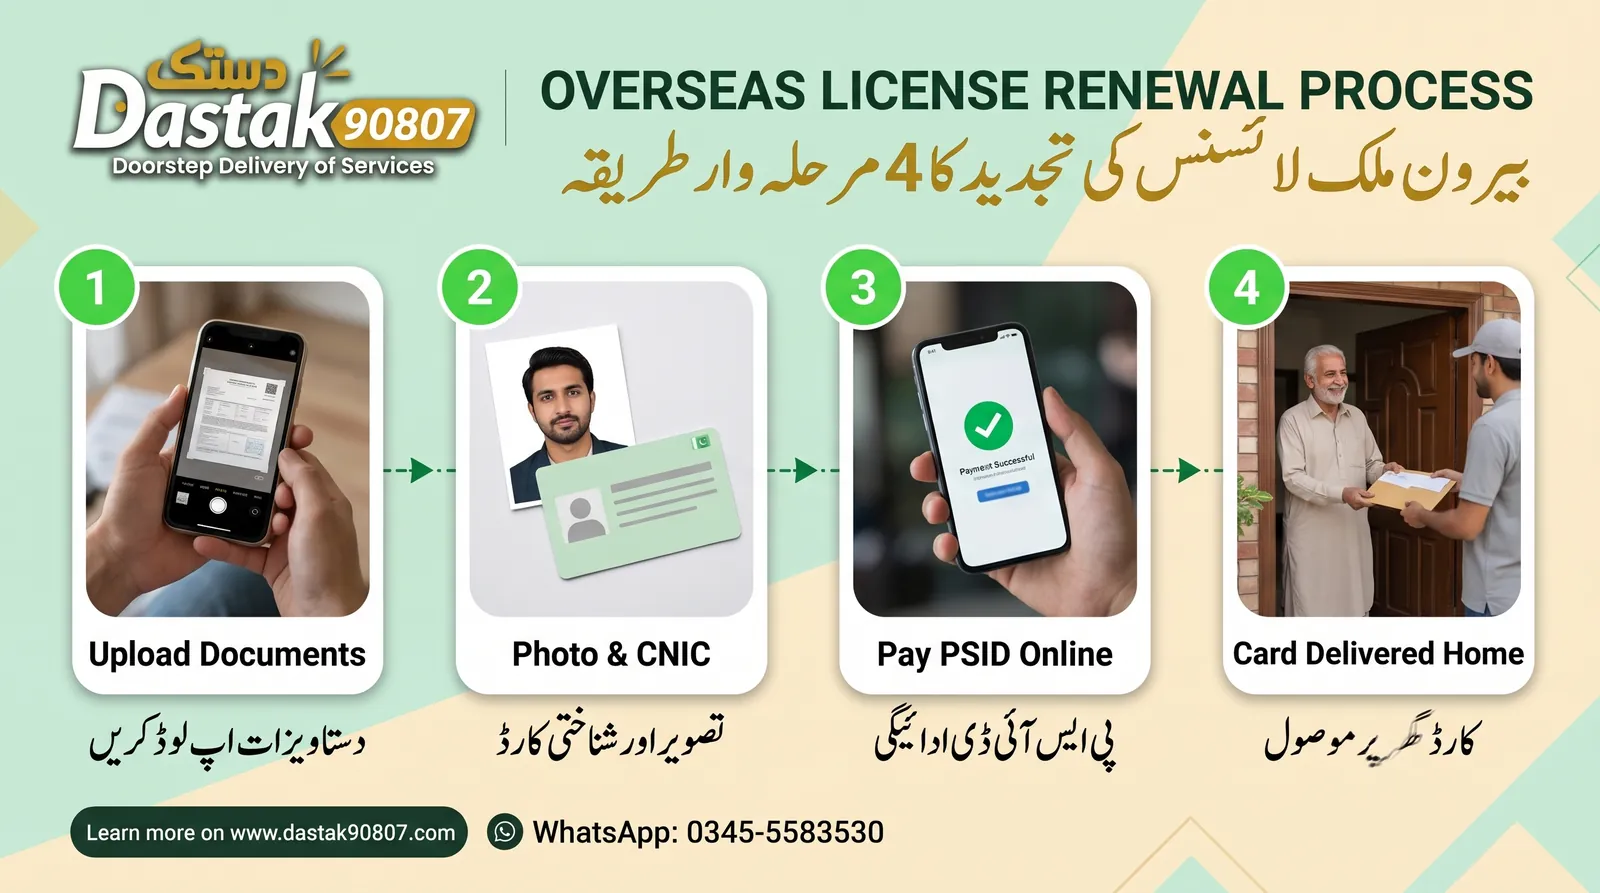 دستک
Dastak 90807
Doorstep Delivery of Services
OVERSEAS LICENSE RENEWAL PROCESS
بیرون ملک لائسنس کی تجدید کا 4 مرحلہ وار طریقہ
1
2
3
4
9:41
Payment Successful
Upload Documents
Photo & CNIC
Pay PSID Online
Card Delivered Home
دستاویزات اپ لوڈ کریں
تصویر اور شناختی کارڈ
پی ایس آئی ڈی ادائیگی
کارڈ گھر پر موصول
Learn more on www.dastak90807.com
WhatsApp: 0345-5583530